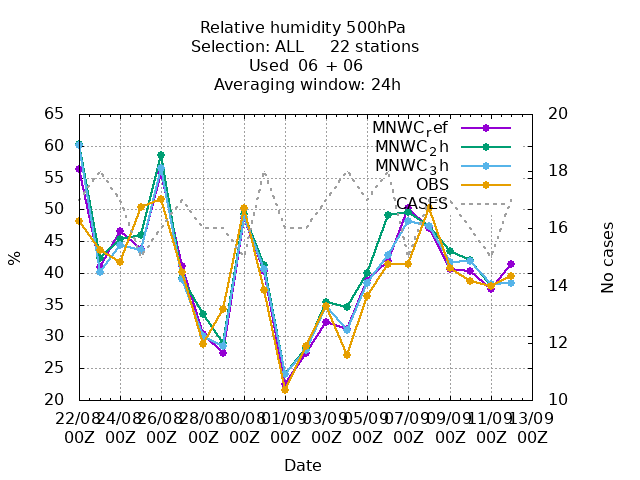 Relative humidity 500hPa
Selection: ALL     22 stations
Used  06 + 06
Averaging window: 24h
MNWCref
MNWC2h
MNWC3h
OBS
CASES
65
60
55
50
45
40
35
30
25
20
%
20
18
16
14
12
10
No cases
22/08 24/08 26/08 28/08 30/08 01/09 03/09 05/09 07/09 09/09 11/09 13/09
00Z 00Z 00Z 00Z 00Z 00Z 00Z 00Z 00Z 00Z 00Z 00Z
Date